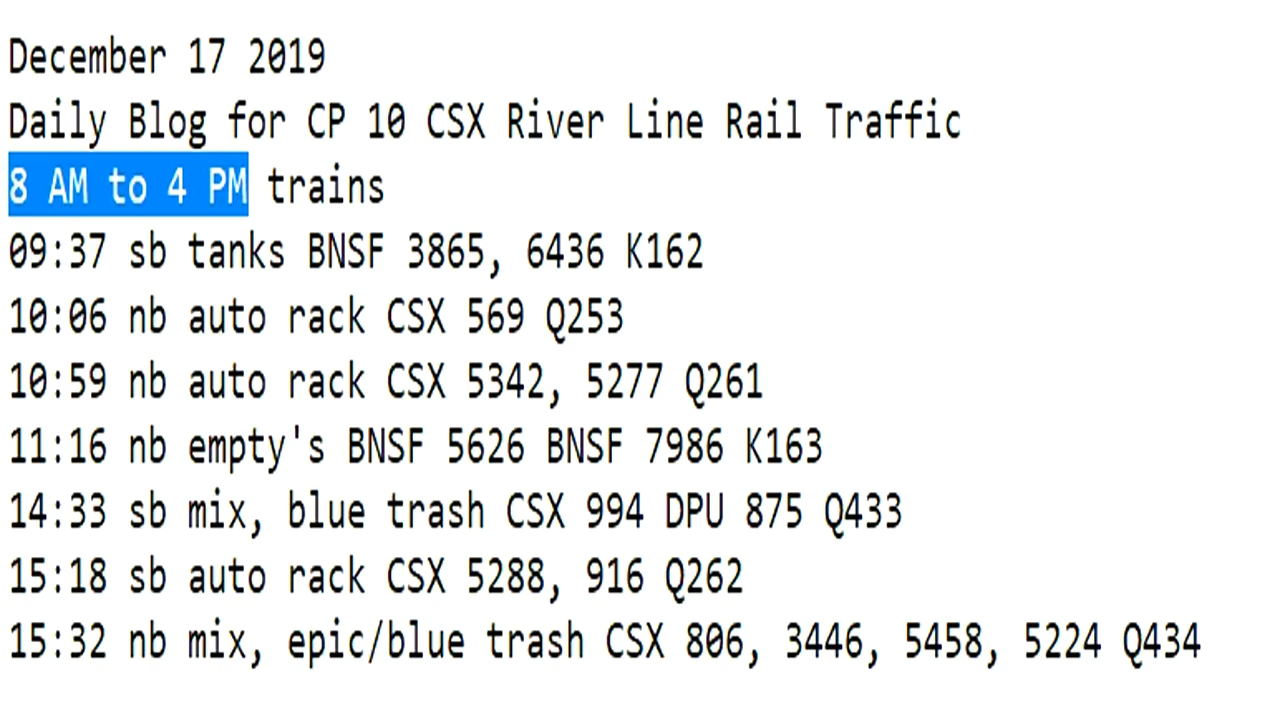 December 17 2019
Daily Blog for CP 10 CSX River Line Rail Traffic
8 AM to 4 PM trains
09:37 sb tanks BNSF 3865, 6436 K162
10:06 nb auto rack CSX 569 Q253
10:59 nb auto rack CSX 5342, 5277 Q261
11:16 nb empty's BNSF 5626 BNSF 7986 K163
14:33 sb mix, blue trash CSX 994 DPU 875 Q433
15:18 sb auto rack CSX 5288, 916 Q262
15:32 nb mix, epic/blue trash CSX 806, 3446, 5458, 5224 Q434